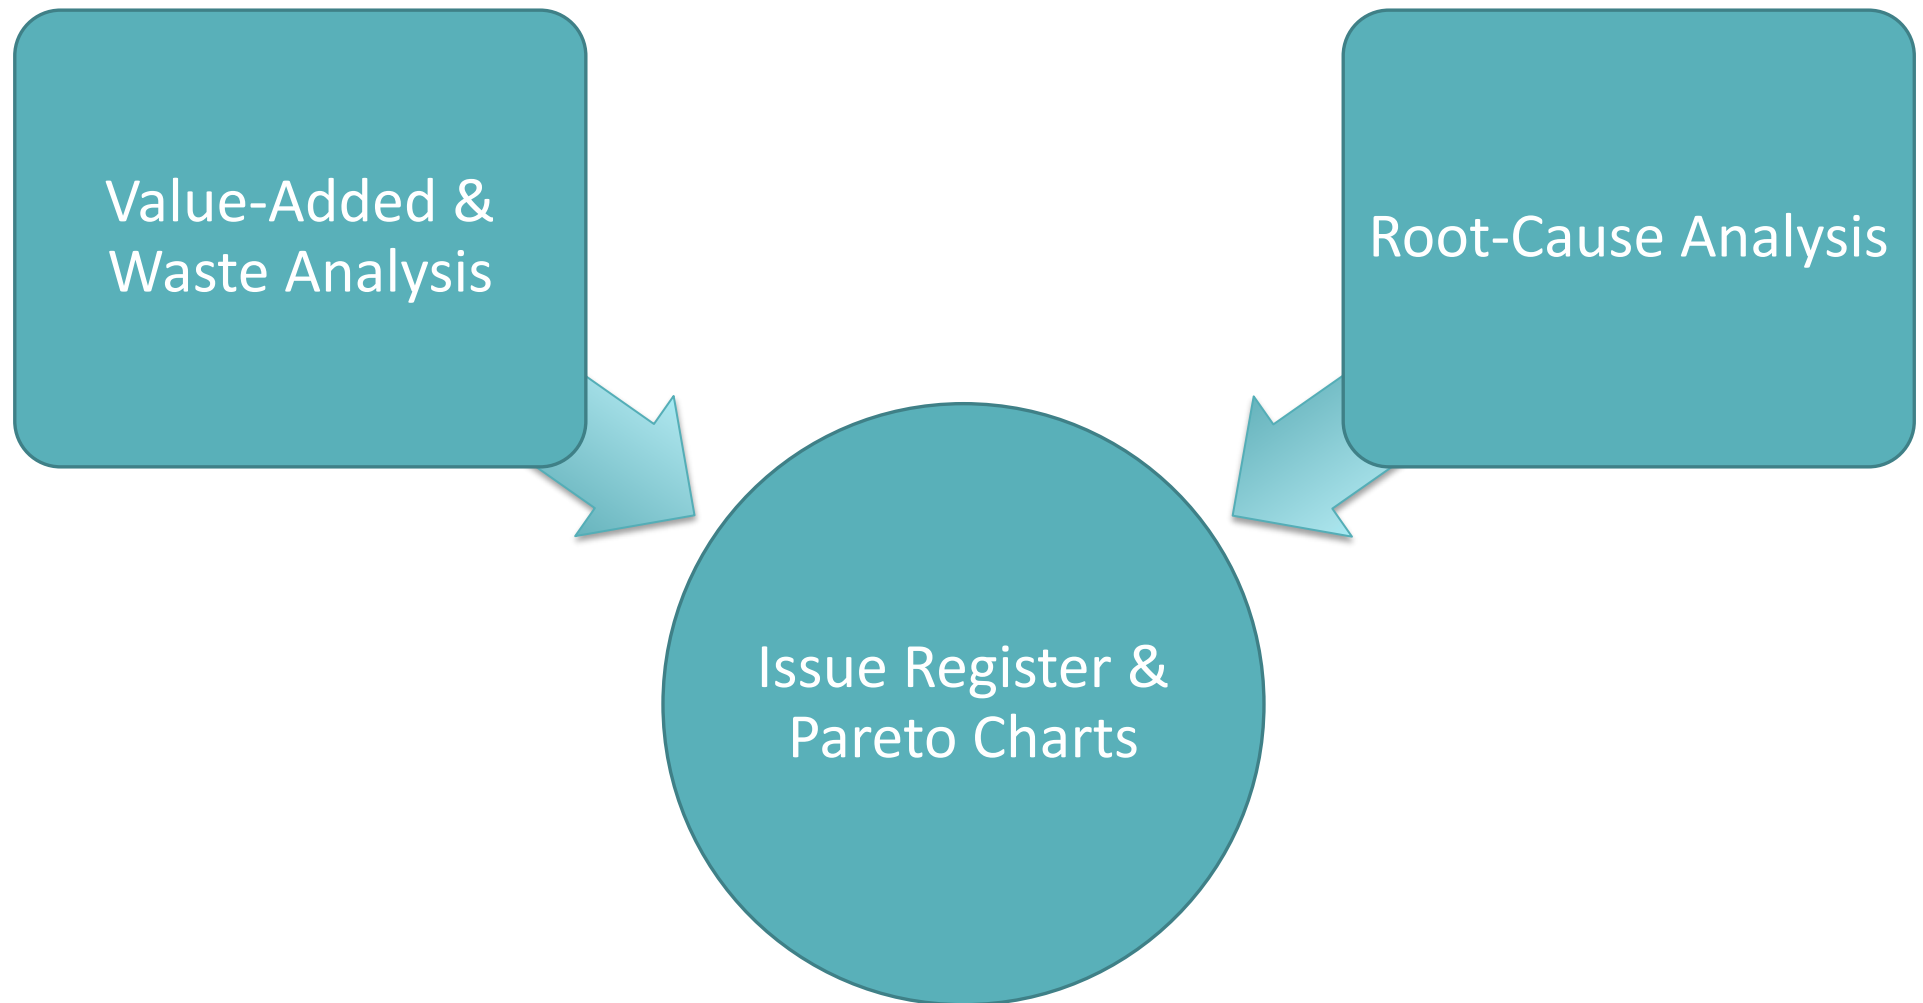 Value-Added &
Waste Analysis
Root-Cause Analysis
Issue Register &
Pareto Charts